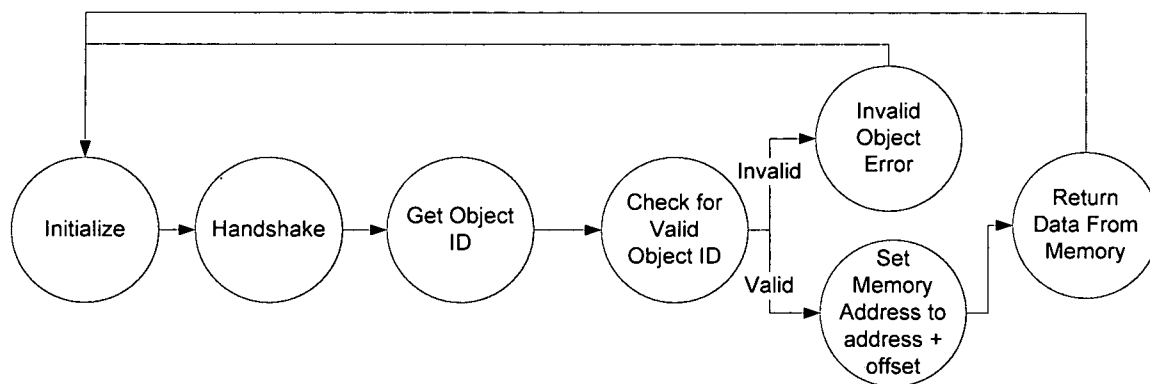 Initialize
Handshake
Get Object
ID
Check for
Valid
Object ID
Invalid
Valid
Invalid
Object
Error
Set
Memory
Address to
address +
offset
Return
Data From
Memory